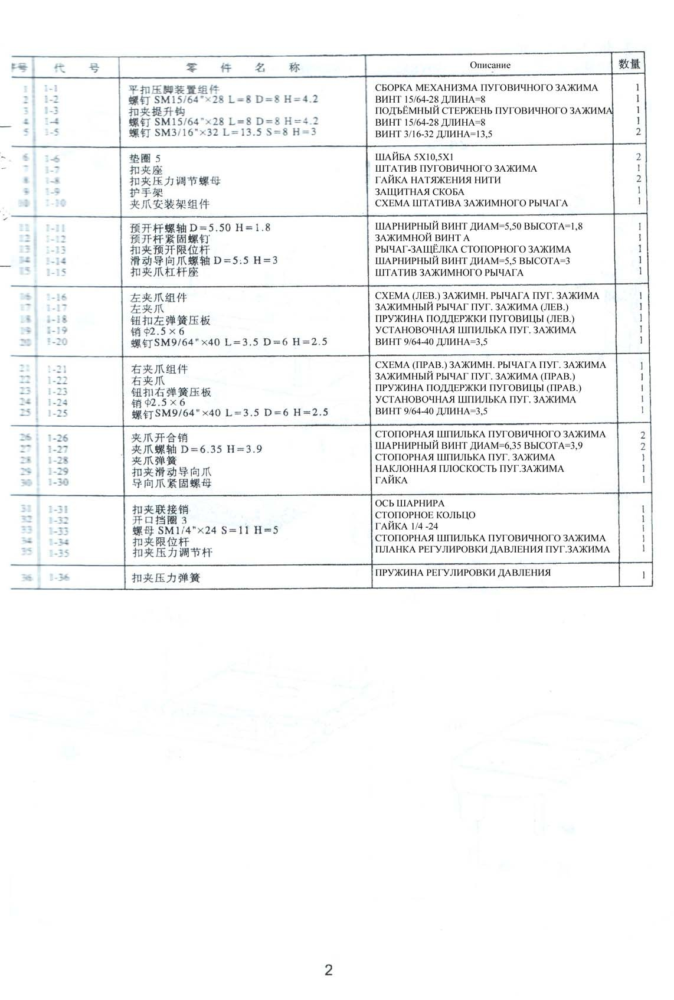 序号 代 号 零 件 名 称 Описание 数量
1 1-1 平扣压脚装置组件 СБОРКА МЕХАНИЗМА ПУГОВИЧНОГО ЗАЖИМА 1
2 1-2 螺钉 SM15/64"×28 L=8 D=8 H=4.2 ВИНТ 15/64-28 ДЛИНА=8 1
3 1-3 扣夹提升钩 ПОДЪЁМНЫЙ СТЕРЖЕНЬ ПУГОВИЧНОГО ЗАЖИМА 1
4 1-4 螺钉 SM15/64"×28 L=8 D=8 H=4.2 ВИНТ 15/64-28 ДЛИНА=8 1
5 1-5 螺钉 SM3/16"×32 L=13.5 S=8 H=3 ВИНТ 3/16-32 ДЛИНА=13,5 2
6 1-6 垫圈 5 ШАЙБА 5X10,5X1 2
7 1-7 扣夹座 ШТАТИВ ПУГОВИЧНОГО ЗАЖИМА 1
8 1-8 扣夹压力调节螺母 ГАЙКА НАТЯЖЕНИЯ НИТИ 2
9 1-9 护手架 ЗАЩИТНАЯ СКОБА 1
10 1-10 夹爪安装架组件 СХЕМА ШТАТИВА ЗАЖИМНОГО РЫЧАГА 1
11 1-11 预开杆螺轴 D=5.50 H=1.8 ШАРНИРНЫЙ ВИНТ ДИАМ=5,50 ВЫСОТА=1,8 1
12 1-12 预开杆紧固螺钉 ЗАЖИМНОЙ ВИНТ А 1
13 1-13 扣夹预开限位杆 РЫЧАГ-ЗАЩЁЛКА СТОПОРНОГО ЗАЖИМА 1
14 1-14 滑动导向爪螺轴 D=5.5 H=3 ШАРНИРНЫЙ ВИНТ ДИАМ=5,5 ВЫСОТА=3 1
15 1-15 扣夹爪杠杆座 ШТАТИВ ЗАЖИМНОГО РЫЧАГА 1
16 1-16 左夹爪组件 СХЕМА (ЛЕВ.) ЗАЖИМН. РЫЧАГА ПУГ. ЗАЖИМА 1
17 1-17 左夹爪 ЗАЖИМНЫЙ РЫЧАГ ПУГ. ЗАЖИМА (ЛЕВ.) 1
18 1-18 钮扣左弹簧压板 ПРУЖИНА ПОДДЕРЖКИ ПУГОВИЦЫ (ЛЕВ.) 1
19 1-19 销 φ2.5×6 УСТАНОВОЧНАЯ ШПИЛЬКА ПУГ. ЗАЖИМА 1
20 1-20 螺钉 SM9/64"×40 L=3.5 D=6 H=2.5 ВИНТ 9/64-40 ДЛИНА=3,5 1
21 1-21 右夹爪组件 СХЕМА (ПРАВ.) ЗАЖИМН. РЫЧАГА ПУГ. ЗАЖИМА 1
22 1-22 右夹爪 ЗАЖИМНЫЙ РЫЧАГ ПУГ. ЗАЖИМА (ПРАВ.) 1
23 1-23 钮扣右弹簧压板 ПРУЖИНА ПОДДЕРЖКИ ПУГОВИЦЫ (ПРАВ.) 1
24 1-24 销 φ2.5×6 УСТАНОВОЧНАЯ ШПИЛЬКА ПУГ. ЗАЖИМА 1
25 1-25 螺钉 SM9/64"×40 L=3.5 D=6 H=2.5 ВИНТ 9/64-40 ДЛИНА=3,5 1
26 1-26 夹爪开合销 СТОПОРНАЯ ШПИЛЬКА ПУГОВИЧНОГО ЗАЖИМА 2
27 1-27 夹爪螺轴 D=6.35 H=3.9 ШАРНИРНЫЙ ВИНТ ДИАМ=6,35 ВЫСОТА=3,9 2
28 1-28 夹爪弹簧 СТОПОРНАЯ ШПИЛЬКА ПУГ. ЗАЖИМА 1
29 1-29 扣夹滑动导向爪 НАКЛОННАЯ ПЛОСКОСТЬ ПУГ.ЗАЖИМА 1
30 1-30 导向爪紧固螺母 ГАЙКА 1
31 1-31 扣夹联接销 ОСЬ ШАРНИРА 1
32 1-32 开口挡圈 3 СТОПОРНОЕ КОЛЬЦО 1
33 1-33 螺母 SM1/4"×24 S=11 H=5 ГАЙКА 1/4 -24 1
34 1-34 扣夹限位杆 СТОПОРНАЯ ШПИЛЬКА ПУГОВИЧНОГО ЗАЖИМА 1
35 1-35 扣夹压力调节杆 ПЛАНКА РЕГУЛИРОВКИ ДАВЛЕНИЯ ПУГ.ЗАЖИМА 1
36 1-36 扣夹压力弹簧 ПРУЖИНА РЕГУЛИРОВКИ ДАВЛЕНИЯ 1
2